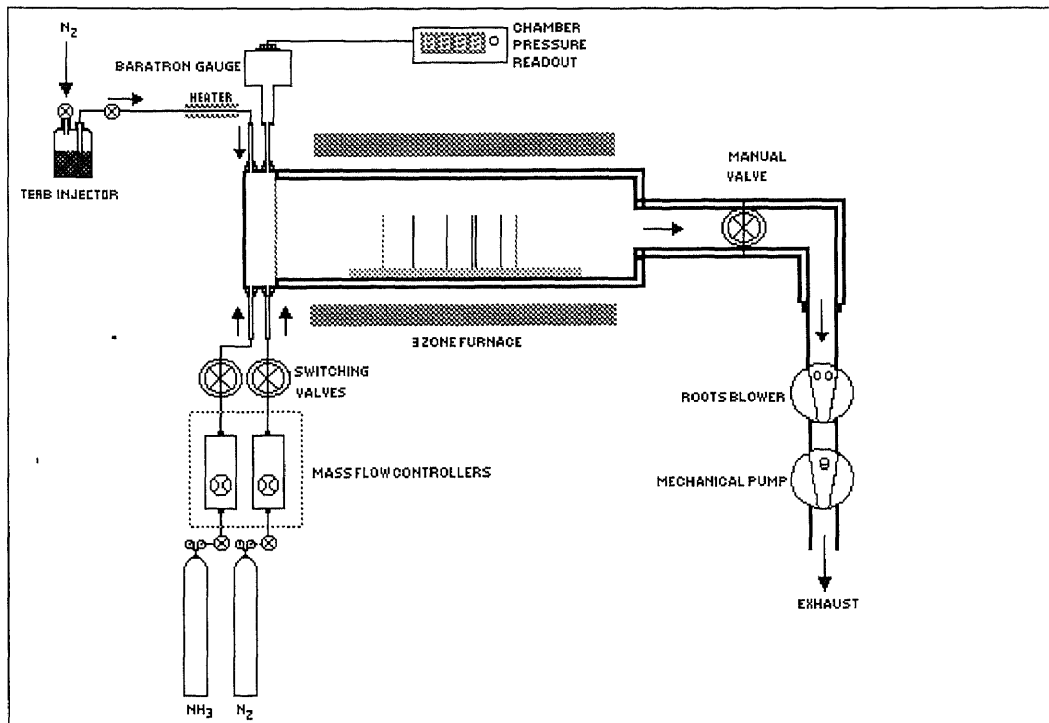 N2
CHAMBER
PRESSURE
READOUT
BARATRON GAUGE
HEATER
TEAB INJECTOR
MANUAL
VALVE
3 ZONE FURNACE
SWITCHING
VALVES
ROOTS BLOWER
MASS FLOW CONTROLLERS
MECHANICAL PUMP
EXHAUST
NH3
N2